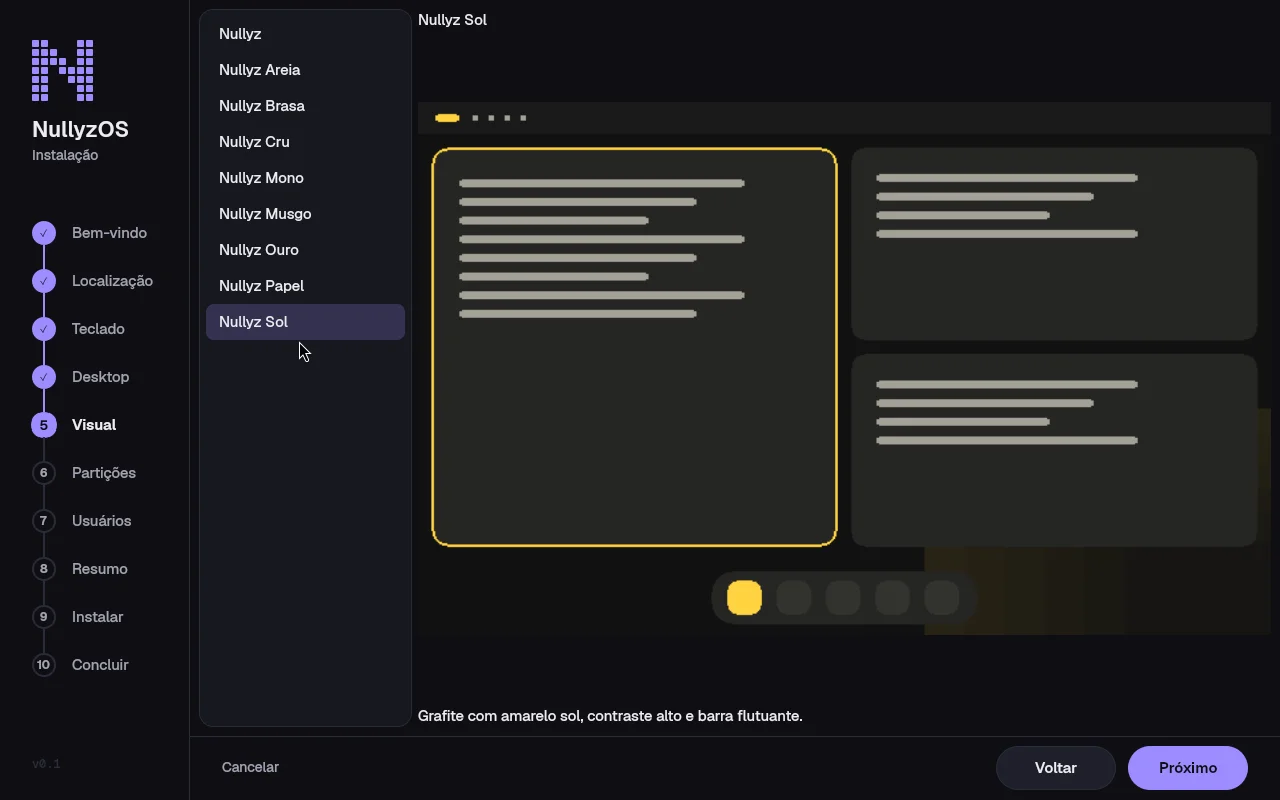 NullyzOS
Instalação
✓ Bem-vindo
✓ Localização
✓ Teclado
✓ Desktop
5 Visual
6 Partições
7 Usuários
8 Resumo
9 Instalar
10 Concluir
v0.1
Nullyz
Nullyz Areia
Nullyz Brasa
Nullyz Cru
Nullyz Mono
Nullyz Musgo
Nullyz Ouro
Nullyz Papel
Nullyz Sol
Nullyz Sol
Grafite com amarelo sol, contraste alto e barra flutuante.
Cancelar
Voltar
Próximo